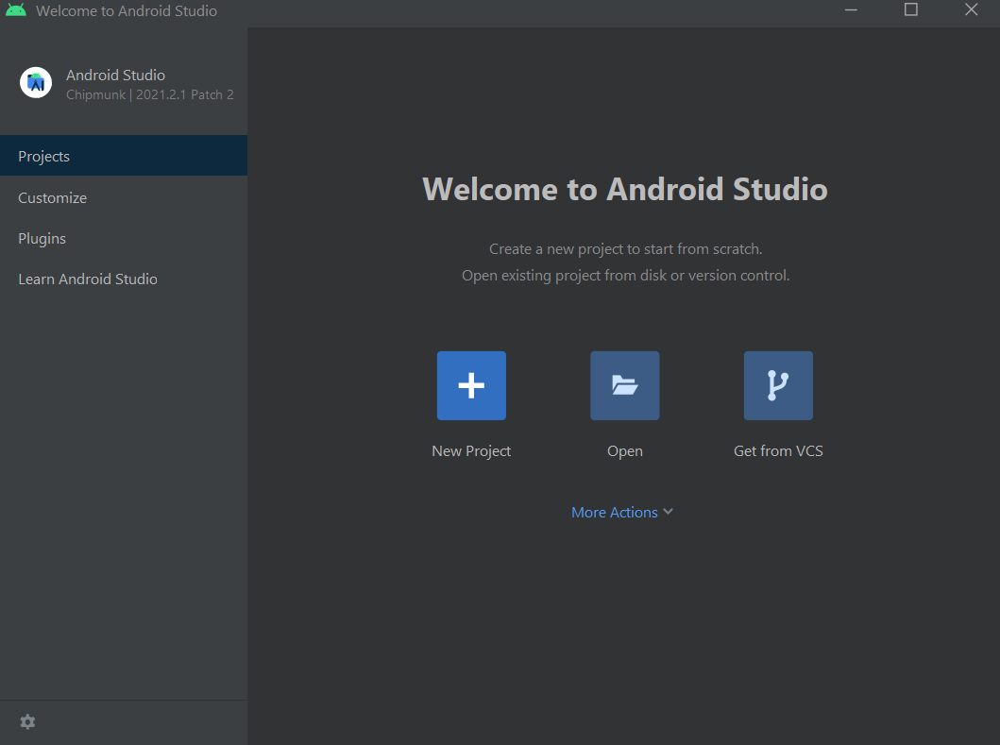 Welcome to Android Studio
Android Studio
Chipmunk | 2021.2.1 Patch 2
Projects
Customize
Plugins
Learn Android Studio
Welcome to Android Studio
Create a new project to start from scratch.
Open existing project from disk or version control.
New Project
Open
Get from VCS
More Actions